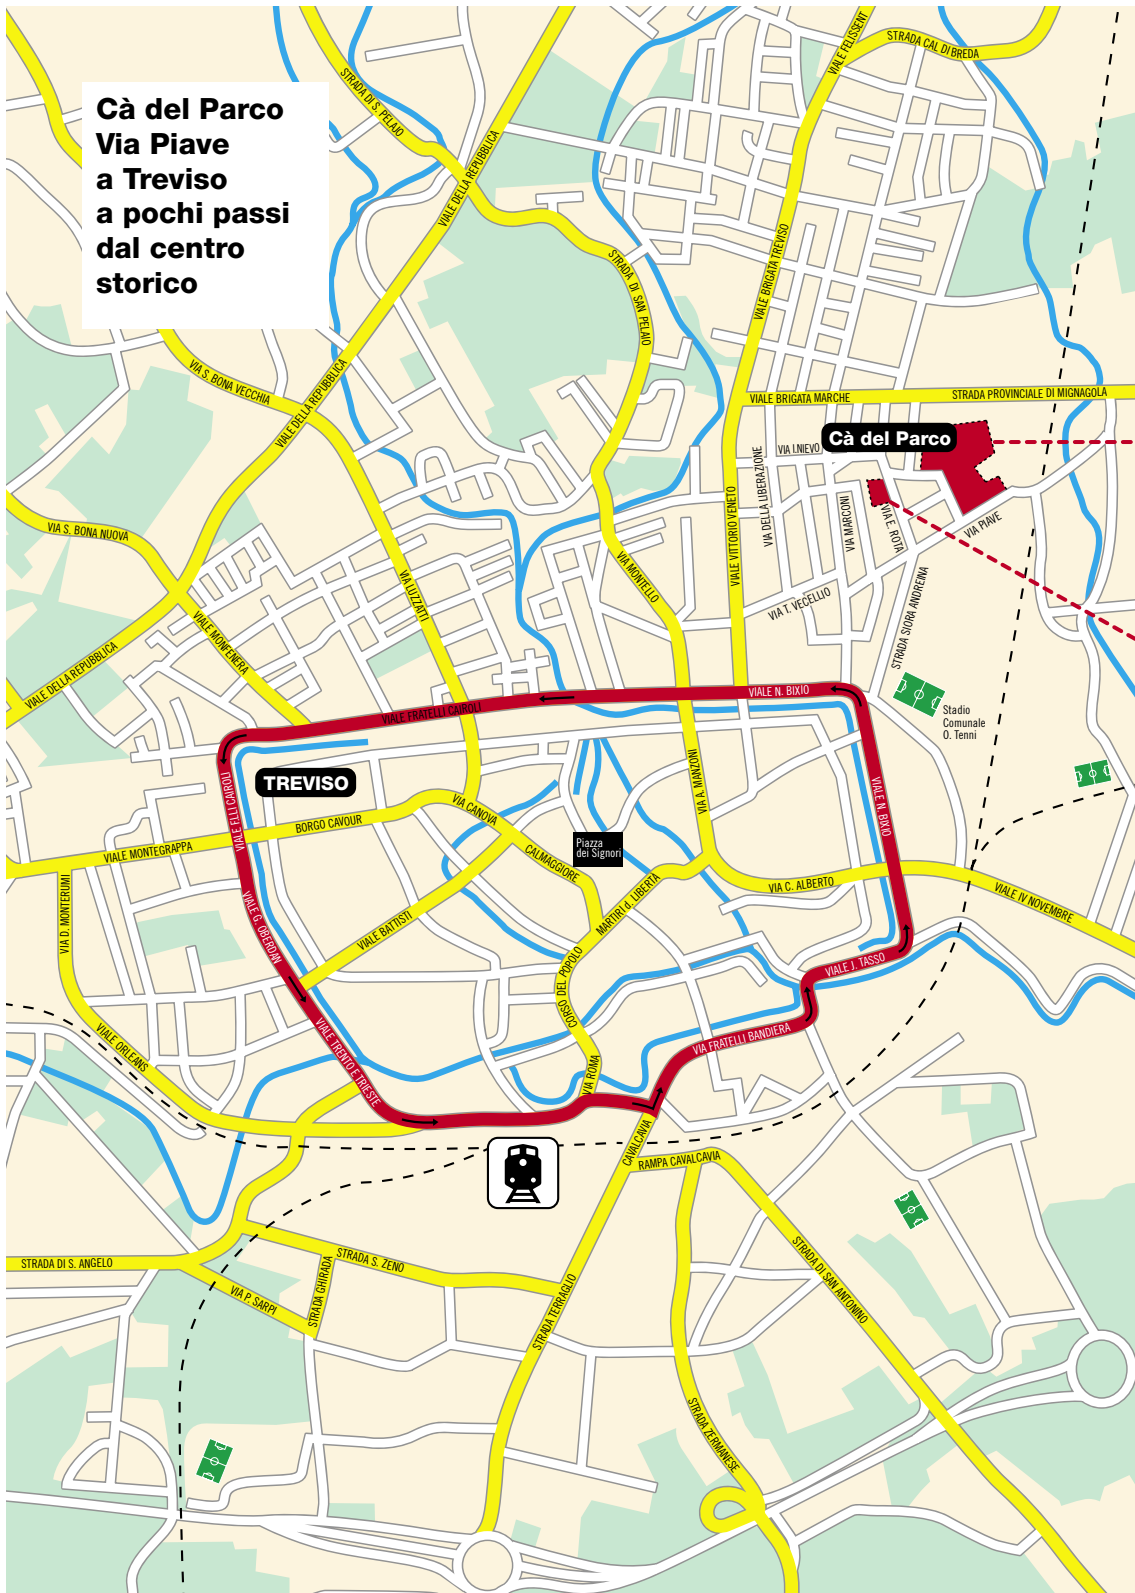 Cà del Parco
Via Piave
a Treviso
a pochi passi
dal centro
storico
STRADA DI S. PELAJO
VIALE DELLA REPUBBLICA
VIALE FELISSENT
STRADA CAL DI BREDA
STRADA DI SAN PELAIO
VIALE BRIGATA TREVISO
VIA S. BONA VECCHIA
VIALE DELLA REPUBBLICA
VIALE BRIGATA MARCHE
STRADA PROVINCIALE DI MIGNAGOLA
Cà del Parco
VIA I.NIEVO
VIA DELLA LIBERAZIONE
VIA MARCONI
VIA E. ROTA
VIA PIAVE
VIALE VITTORIO VENETO
VIA S. BONA NUOVA
VIA LUZZATTI
VIA MONTELLO
VIA T. VECELLIO
STRADA SIORA ANDREINA
VIALE MONFENERA
VIALE DELLA REPUBBLICA
VIALE FRATELLI CAIROLI
VIALE N. BIXIO
Stadio
Comunale
O. Tenni
TREVISO
VIALE F.LLI CAIROLI
VIA A. MANZONI
VIALE N. BIXIO
BORGO CAVOUR
VIA CANOVA
VIALE MONTEGRAPPA
CALMAGGIORE
Piazza
dei Signori
MARTIRI d. LIBERTÀ
VIA C. ALBERTO
VIALE IV NOVEMBRE
VIA D. MONTERUMI
VIALE G. OBERDAN
VIALE BATTISTI
CORSO DEL POPOLO
VIALE J. TASSO
VIALE ORLEANS
VIALE TRENTO E TRIESTE
VIA ROMA
VIA FRATELLI BANDIERA
CAVALCAVIA
RAMPA CAVALCAVIA
STRADA DI S. ANGELO
STRADA S. ZENO
STRADA GHIRADA
VIA P. SARPI
STRADA TERRAGLIO
STRADA DI SAN ANTONINO
STRADA ZERMANESE